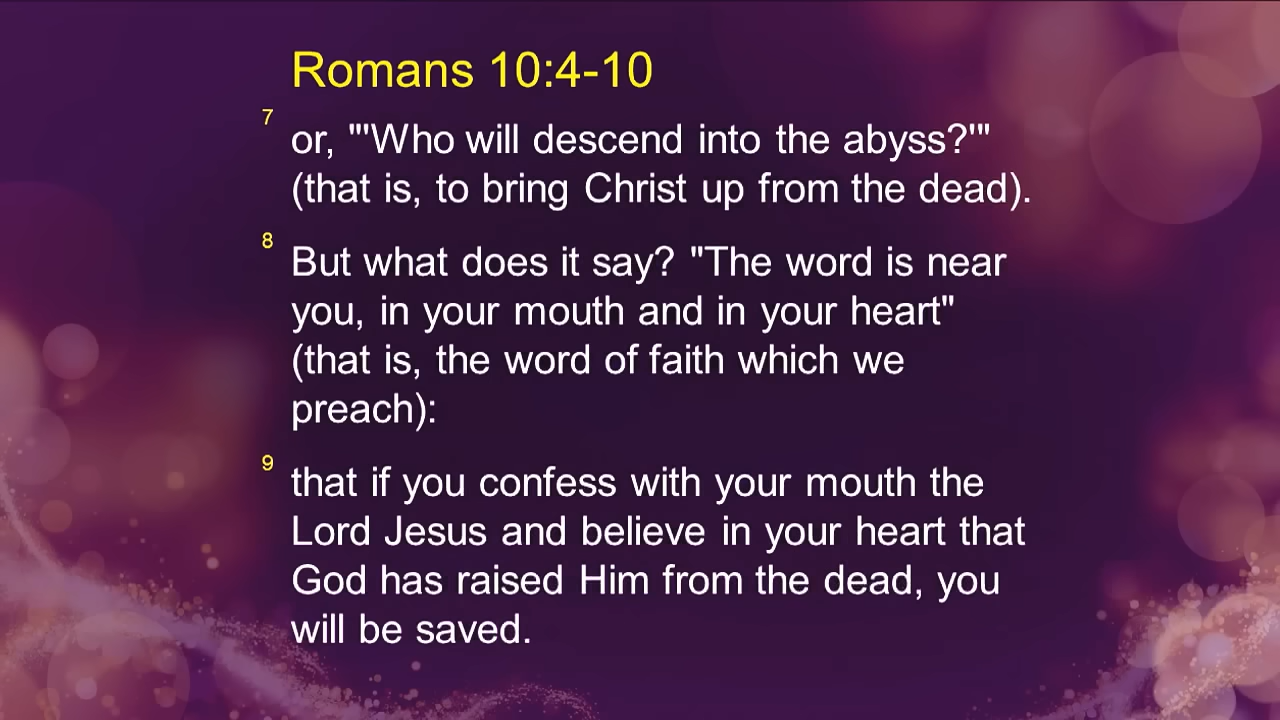 Romans 10:4-10
7
or, "'Who will descend into the abyss?'"
(that is, to bring Christ up from the dead).
8
But what does it say? "The word is near
you, in your mouth and in your heart"
(that is, the word of faith which we
preach):
9
that if you confess with your mouth the
Lord Jesus and believe in your heart that
God has raised Him from the dead, you
will be saved.